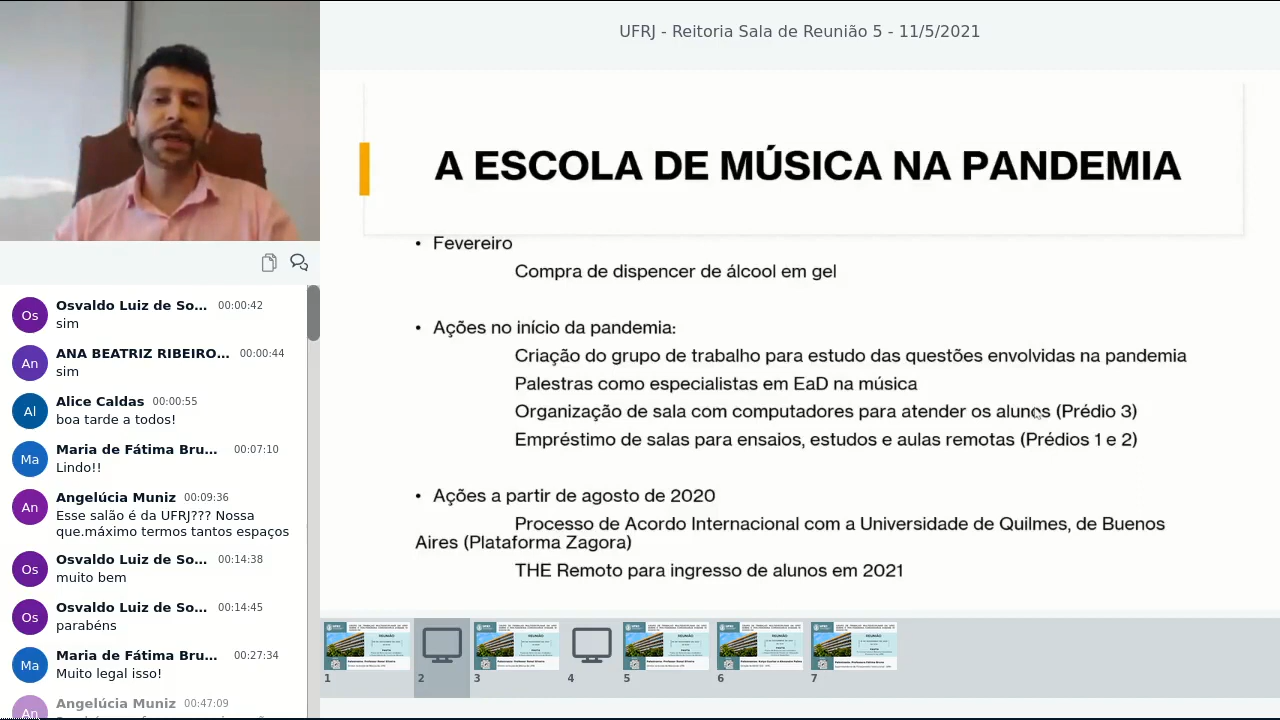 UFRJ - Reitoria Sala de Reunião 5 - 11/5/2021
A ESCOLA DE MÚSICA NA PANDEMIA
• Fevereiro
Compra de dispencer de álcool em gel
• Ações no início da pandemia:
Criação do grupo de trabalho para estudo das questões envolvidas na pandemia
Palestras como especialistas em EaD na música
Organização de sala com computadores para atender os alunos (Prédio 3)
Empréstimo de salas para ensaios, estudos e aulas remotas (Prédios 1 e 2)
• Ações a partir de agosto de 2020
Processo de Acordo Internacional com a Universidade de Quilmes, de Buenos
Aires (Plataforma Zagora)
THE Remoto para ingresso de alunos em 2021
Os
Osvaldo Luiz de So... 00:00:42
sim
An
ANA BEATRIZ RIBEIRO... 00:00:44
sim
Al
Alice Caldas 00:00:55
boa tarde a todos!
Ma
Maria de Fátima Bru... 00:07:10
Lindo!!
An
Angelúcia Muniz 00:09:36
Esse salão é da UFRJ??? Nossa
que.máximo termos tantos espaços
Os
Osvaldo Luiz de So... 00:14:38
muito bem
Os
Osvaldo Luiz de So... 00:14:45
parabéns
Ma
Maria de Fátima Bru... 00:27:34
Muito legal isso!
An
Angelúcia Muniz 00:47:09
REUNIÃO
REUNIÃO
REUNIÃO
REUNIÃO
REUNIÃO
1
2
3
4
5
6
7